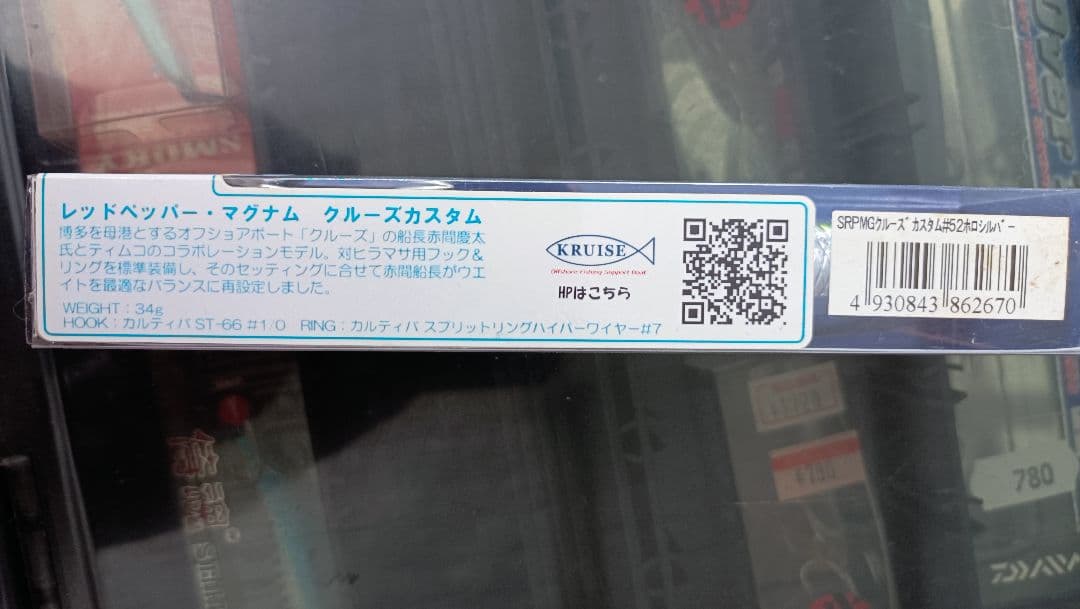 レッドペッパー・マグナム クルーズカスタム
博多を母港とするオフショアボート「クルーズ」の船長赤間慶太
氏とティムコのコラボレーションモデル。対ヒラマサ用フック＆
リングを標準装備し、そのセッティングに合せて赤間船長がウエ
イトを最適なバランスに再設定しました。
WEIGHT：34g
HOOK：カルティバ ST-66 #1/0 RING：カルティバ スプリットリングハイパーワイヤー#7
KRUISE
Offshore Fishing Support Boat
HPはこちら
SRPMGｸﾙｰｽﾞｶｽﾀﾑ#52ﾎﾛｼﾙﾊﾞｰ
4 930843 862670
780
DAIWA